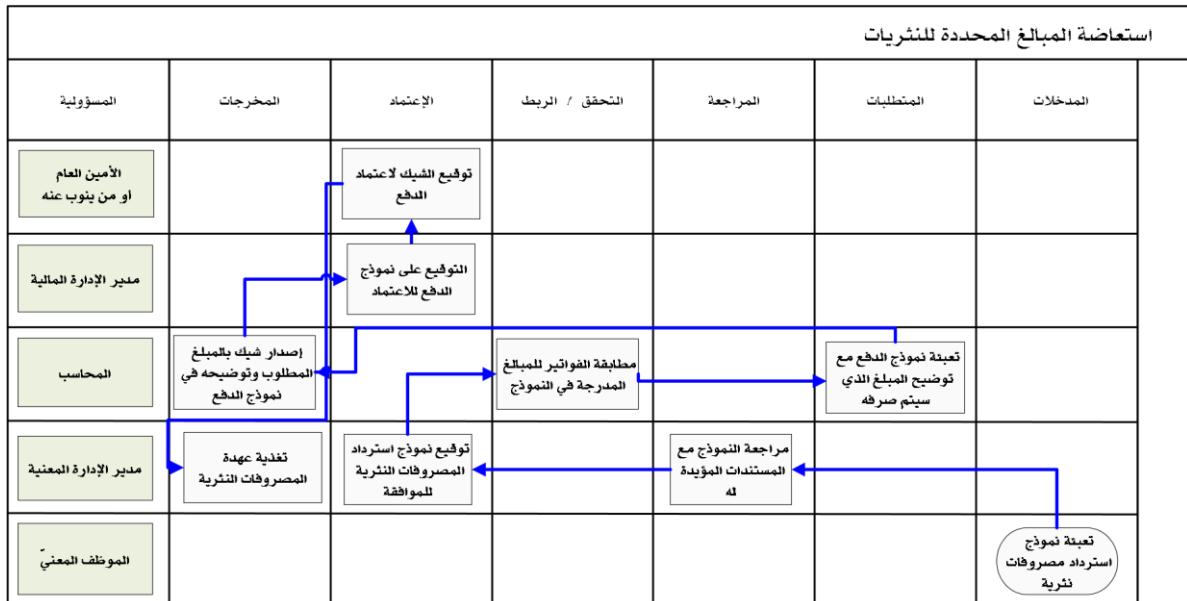 استعاضة المبالغ المحددة للنثريات
المدخلات
المتطلبات
المراجعة
التحقق / الربط
الإعتماد
المخرجات
المسؤولية
توقيع الشيك لاعتماد
الدفع
الأمين العام
او من ينوب عنه
التوقيع على نموذج
الدفع للاعتماد
مدير الإدارة المالية
تعبئة نموذج الدفع مع
توضيح المبلغ الذي
سيتم صرفه
مطابقة الفواتير للمبالغ
المدرجة في النموذج
إصدار شيك بالمبلغ
المطلوب وتوضيحه في
نموذج الدفع
المحاسب
مراجعة النموذج مع
المستندات المؤيدة
له
توقيع نموذج استرداد
المصروفات النثرية
للموافقة
تغذية عهدة
المصروفات النثرية
مدير الإدارة المعنية
تعبئة نموذج
استرداد مصروفات
نثرية
الموظف المعنيّ